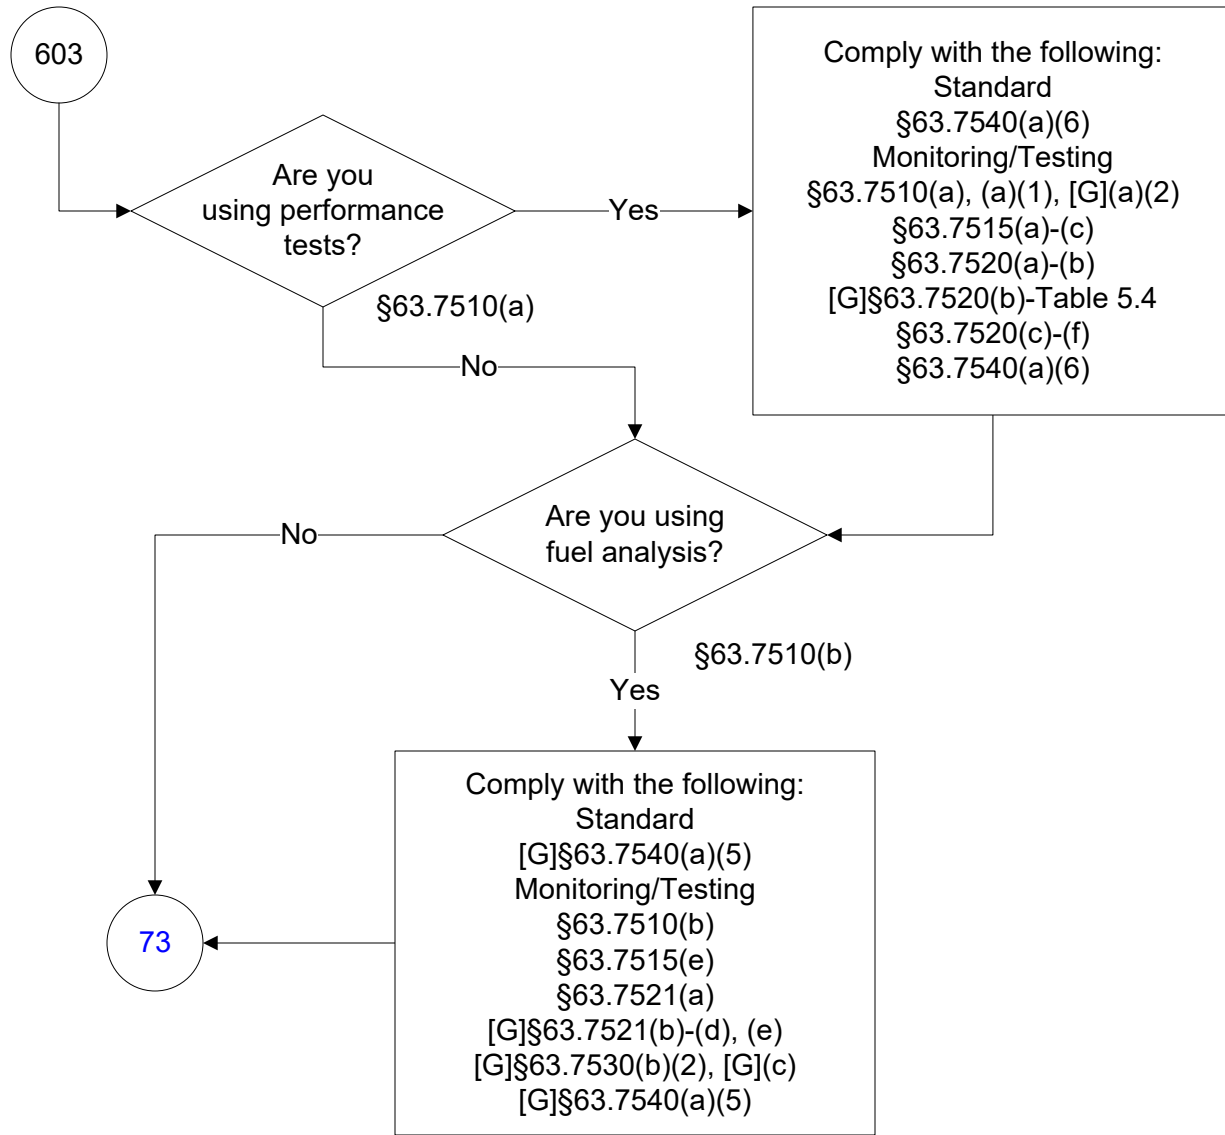 603
Are you
using performance
tests?
§63.7510(a)
Yes
Comply with the following:
Standard
§63.7540(a)(6)
Monitoring/Testing
§63.7510(a), (a)(1), [G](a)(2)
§63.7515(a)-(c)
§63.7520(a)-(b)
[G]§63.7520(b)-Table 5.4
§63.7520(c)-(f)
§63.7540(a)(6)
No
Are you using
fuel analysis?
§63.7510(b)
No
Yes
Comply with the following:
Standard
[G]§63.7540(a)(5)
Monitoring/Testing
§63.7510(b)
§63.7515(e)
§63.7521(a)
[G]§63.7521(b)-(d), (e)
[G]§63.7530(b)(2), [G](c)
[G]§63.7540(a)(5)
73